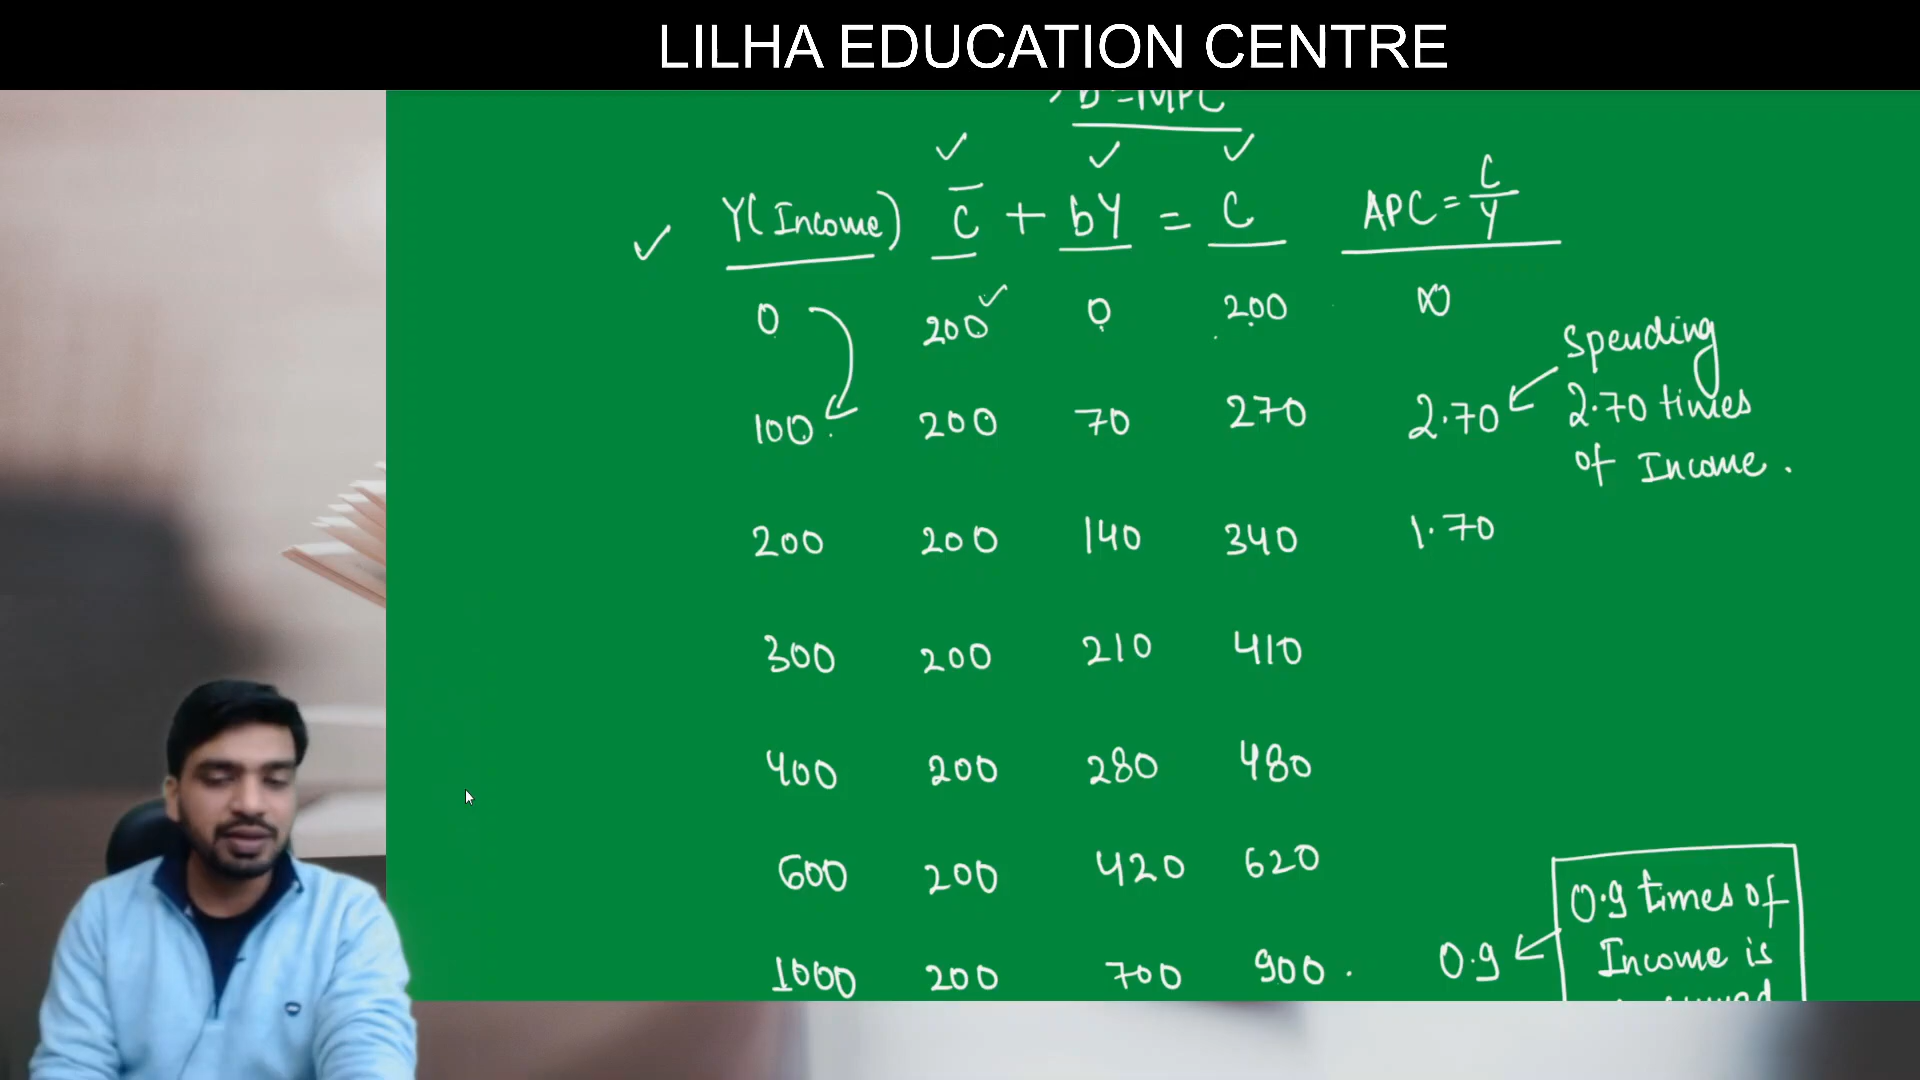 LILHA EDUCATION CENTRE
b = MPC
Y(Income) C̅ + bY = C APC = C/Y
0 200 0 200 ∞
100 200 70 270 2.70
Spending
2.70 times
of Income.
200 200 140 340 1.70
300 200 210 410
400 200 280 480
600 200 420 620
1000 200 700 900. 0.9
0.9 times of
Income is